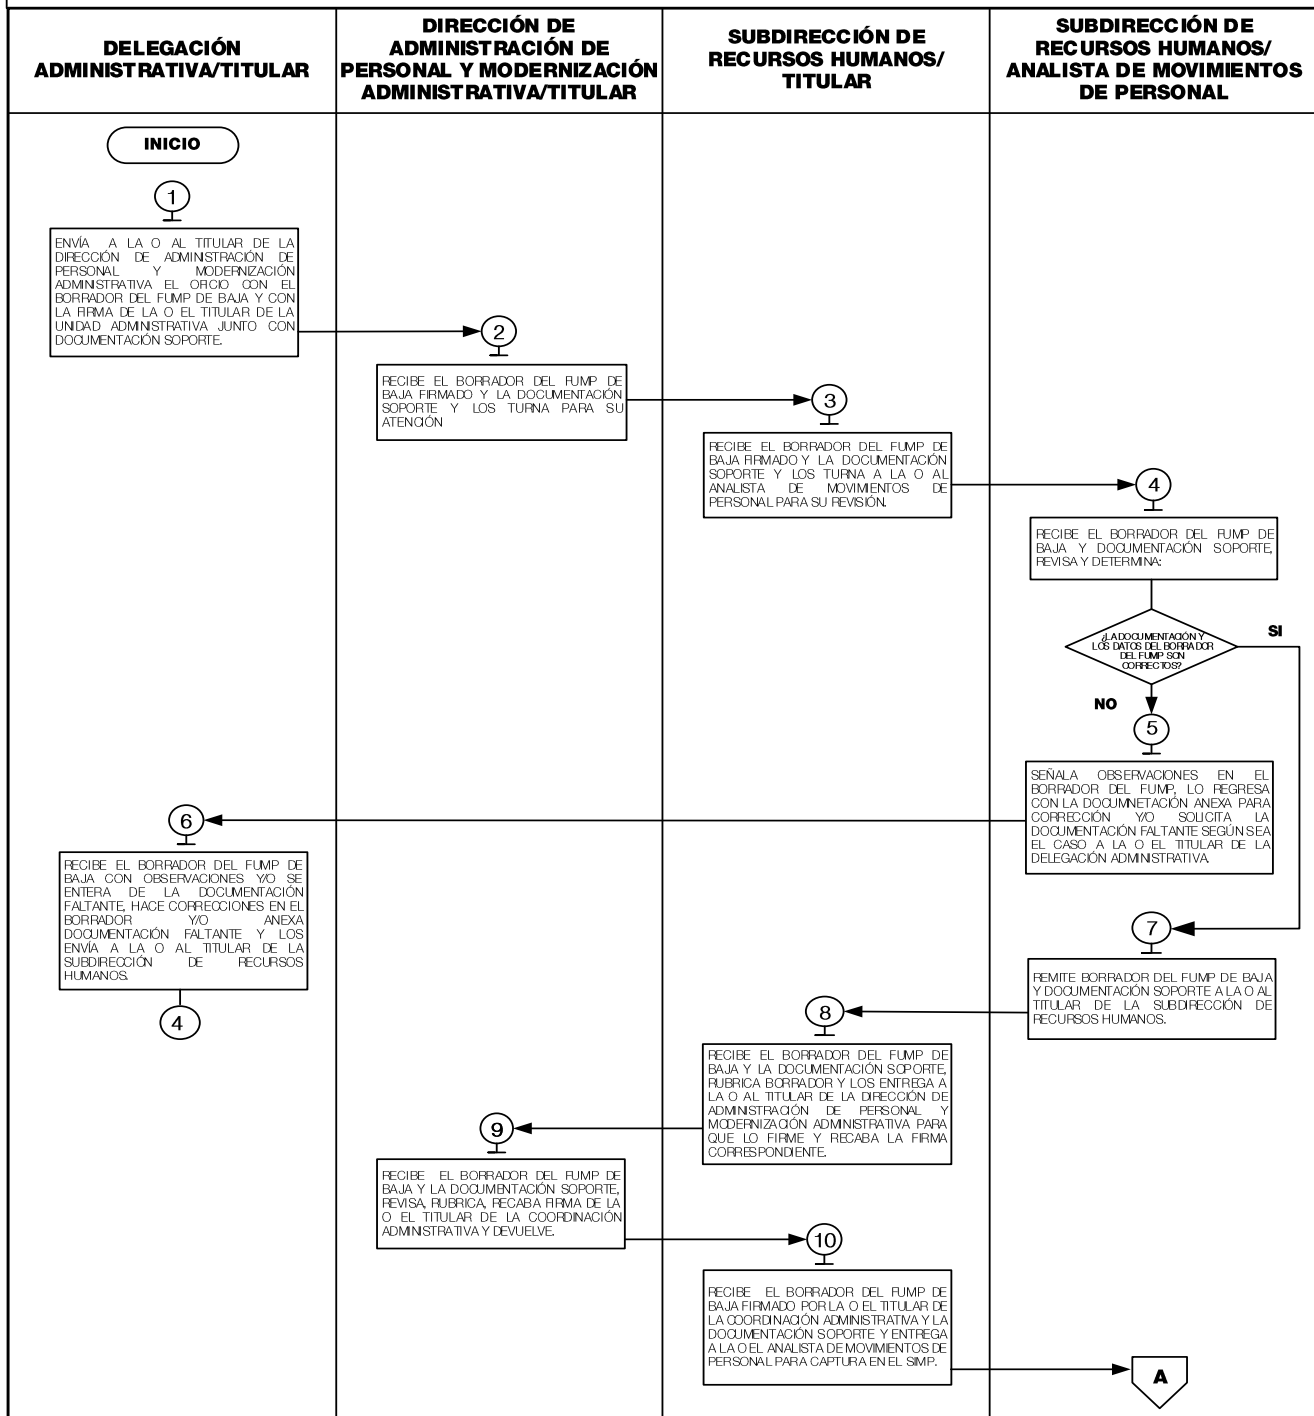 DELEGACIÓN
ADMINISTRATIVA/TITULAR
DIRECCIÓN DE
ADMINISTRACIÓN DE
PERSONAL Y MODERNIZACIÓN
ADMINISTRATIVA/TITULAR
SUBDIRECCIÓN DE
RECURSOS HUMANOS/
TITULAR
SUBDIRECCIÓN DE
RECURSOS HUMANOS/
ANALISTA DE MOVIMIENTOS
DE PERSONAL
INICIO
1
ENVÍA A LA O AL TITULAR DE LA
DIRECCIÓN DE ADMINISTRACIÓN DE
PERSONAL Y MODERNIZACIÓN
ADMINISTRATIVA EL OFICIO CON EL
BORRADOR DEL FUMP DE BAJA Y CON
LA FIRMA DE LA O EL TITULAR DE LA
UNIDAD ADMINISTRATIVA JUNTO CON
DOCUMENTACIÓN SOPORTE.
2
RECIBE EL BORRADOR DEL FUMP DE
BAJA FIRMADO Y LA DOCUMENTACIÓN
SOPORTE Y LOS TURNA PARA SU
ATENCIÓN
3
RECIBE EL BORRADOR DEL FUMP DE
BAJA FIRMADO Y LA DOCUMENTACIÓN
SOPORTE Y LOS TURNA A LA O AL
ANALISTA DE MOVIMIENTOS DE
PERSONAL PARA SU REVISIÓN.
4
RECIBE EL BORRADOR DEL FUMP DE
BAJA Y DOCUMENTACIÓN SOPORTE,
REVISA Y DETERMINA:
¿LA DOCUMENTACIÓN Y
LOS DATOS DEL BORRADOR
DEL FUMP SON
CORRECTOS?
SI
NO
5
SEÑALA OBSERVACIONES EN EL
BORRADOR DEL FUMP, LO REGRESA
CON LA DOCUMNETACIÓN ANEXA PARA
CORRECCIÓN Y/O SOLICITA LA
DOCUMENTACIÓN FALTANTE SEGÚN SEA
EL CASO A LA O EL TITULAR DE LA
DELEGACIÓN ADMINISTRATIVA.
6
RECIBE EL BORRADOR DEL FUMP DE
BAJA CON OBSERVACIONES Y/O SE
ENTERA DE LA DOCUMENTACIÓN
FALTANTE, HACE CORRECCIONES EN EL
BORRADOR Y/O ANEXA
DOCUMENTACIÓN FALTANTE Y LOS
ENVÍA A LA O AL TITULAR DE LA
SUBDIRECCIÓN DE RECURSOS
HUMANOS.
4
7
REMITE BORRADOR DEL FUMP DE BAJA
Y DOCUMENTACIÓN SOPORTE A LA O AL
TITULAR DE LA SUBDIRECCIÓN DE
RECURSOS HUMANOS.
8
RECIBE EL BORRADOR DEL FUMP DE
BAJA Y LA DOCUMENTACIÓN SOPORTE,
RUBRICA BORRADOR Y LOS ENTREGA A
LA O AL TITULAR DE LA DIRECCIÓN DE
ADMINISTRACIÓN DE PERSONAL Y
MODERNIZACIÓN ADMINISTRATIVA PARA
QUE LO FIRME Y RECABA LA FIRMA
CORRESPONDIENTE.
9
RECIBE EL BORRADOR DEL FUMP DE
BAJA Y LA DOCUMENTACIÓN SOPORTE,
REVISA, RUBRICA, RECABA FIRMA DE LA
O EL TITULAR DE LA COORDINACIÓN
ADMINISTRATIVA Y DEVUELVE.
10
RECIBE EL BORRADOR DEL FUMP DE
BAJA FIRMADO POR LA O EL TITULAR DE
LA COORDINACIÓN ADMINISTRATIVA Y LA
DOCUMENTACIÓN SOPORTE Y ENTREGA
A LA O EL ANALISTA DE MOVIMIENTOS DE
PERSONAL PARA CAPTURA EN EL SIMP.
A